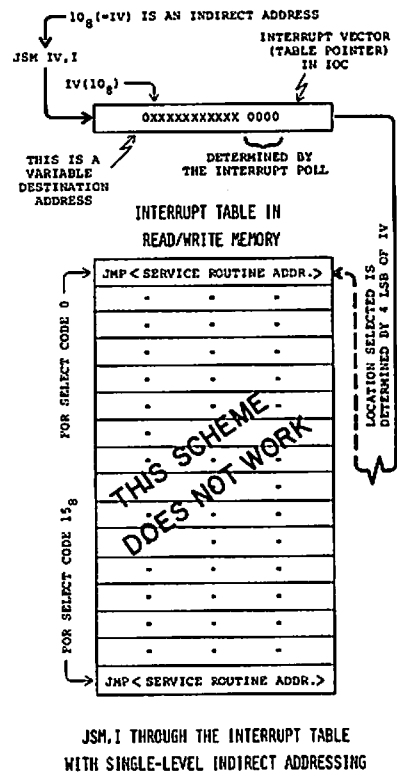 10₈(=IV) IS AN INDIRECT ADDRESS
JSM IV,I
INTERRUPT VECTOR
(TABLE POINTER)
IN IOC
IV(10₈)
0XXXXXXXXXXX 0000
THIS IS A
VARIABLE
DESTINATION
ADDRESS
DETERMINED BY
THE INTERRUPT POLL
INTERRUPT TABLE IN
READ/WRITE MEMORY
JMP < SERVICE ROUTINE ADDR.>
FOR SELECT CODE 0
LOCATION SELECTED IS
DETERMINED BY 4 LSB OF IV
THIS SCHEME
DOES NOT WORK
FOR SELECT CODE 15₈
JMP < SERVICE ROUTINE ADDR.>
JSM,I THROUGH THE INTERRUPT TABLE
WITH SINGLE-LEVEL INDIRECT ADDRESSING